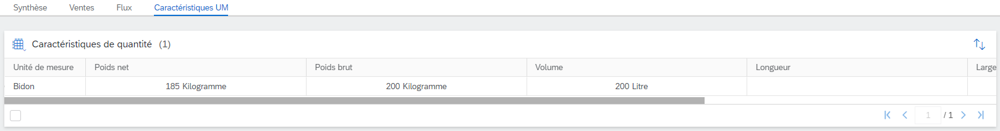 Synthèse Ventes Flux Caractéristiques UM
Caractéristiques de quantité (1)
Unité de mesure Poids net Poids brut Volume Longueur Large
Bidon 185 Kilogramme 200 Kilogramme 200 Litre
1 / 1